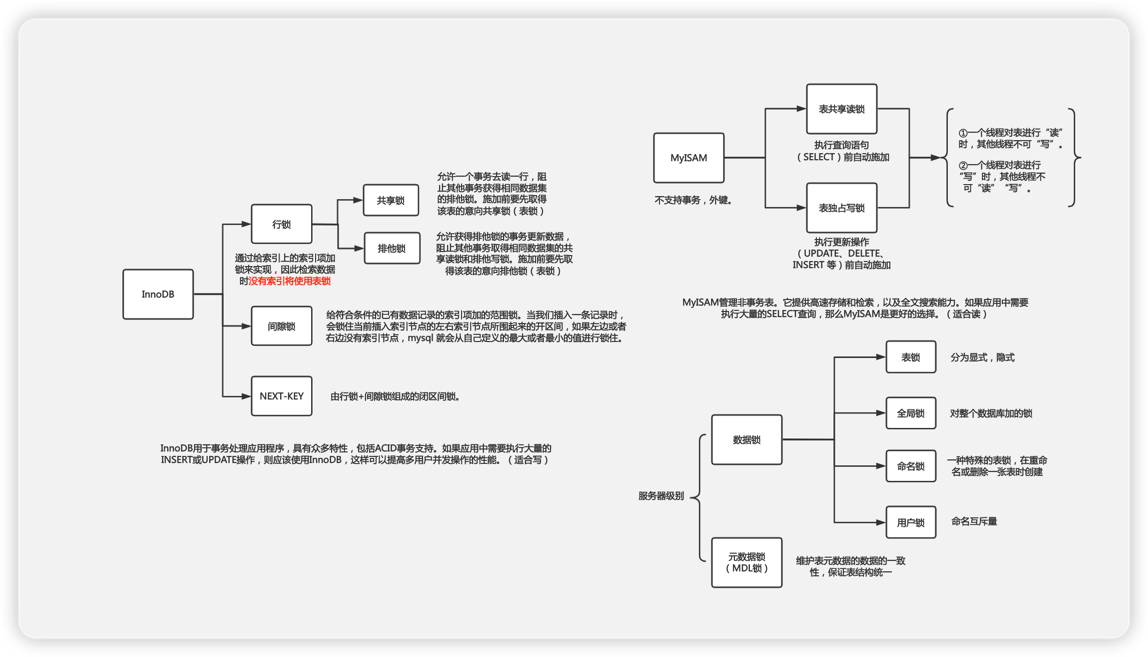 InnoDB
行锁
通过给索引上的索引项加
锁来实现，因此检索数据
时没有索引将使用表锁
共享锁
允许一个事务去读一行，阻
止其他事务获得相同数据集
的排他锁。施加前要先取得
该表的意向共享锁（表锁）
排他锁
允许获得排他锁的事务更新数据，
阻止其他事务取得相同数据集的共
享读锁和排他写锁。施加前要先取
得该表的意向排他锁（表锁）
间隙锁
给符合条件的已有数据记录的索引项加的范围锁。当我们插入一条记录时，
会锁住当前插入索引节点的左右索引节点所围起来的开区间，如果左边或者
右边没有索引节点，mysql 就会从自己定义的最大或者最小的值进行锁住。
NEXT-KEY
由行锁+间隙锁组成的闭区间锁。
InnoDB用于事务处理应用程序，具有众多特性，包括ACID事务支持。如果应用中需要执行大量的
INSERT或UPDATE操作，则应该使用InnoDB，这样可以提高多用户并发操作的性能。（适合写）
MyISAM
不支持事务，外键。
表共享读锁
执行查询语句
（SELECT）前自动施加
表独占写锁
执行更新操作
（UPDATE、DELETE、
INSERT 等）前自动施加
①一个线程对表进行“读”
时，其他线程不可“写”。
②一个线程对表进行
“写”时，其他线程不
可“读”“写”。
MyISAM管理非事务表。它提供高速存储和检索，以及全文搜索能力。如果应用中需要
执行大量的SELECT查询，那么MyISAM是更好的选择。（适合读）
服务器级别
数据锁
表锁
分为显式，隐式
全局锁
对整个数据库加的锁
命名锁
一种特殊的表锁，在重命
名或删除一张表时创建
用户锁
命名互斥量
元数据锁
（MDL锁）
维护表元数据的数据的一致
性，保证表结构统一